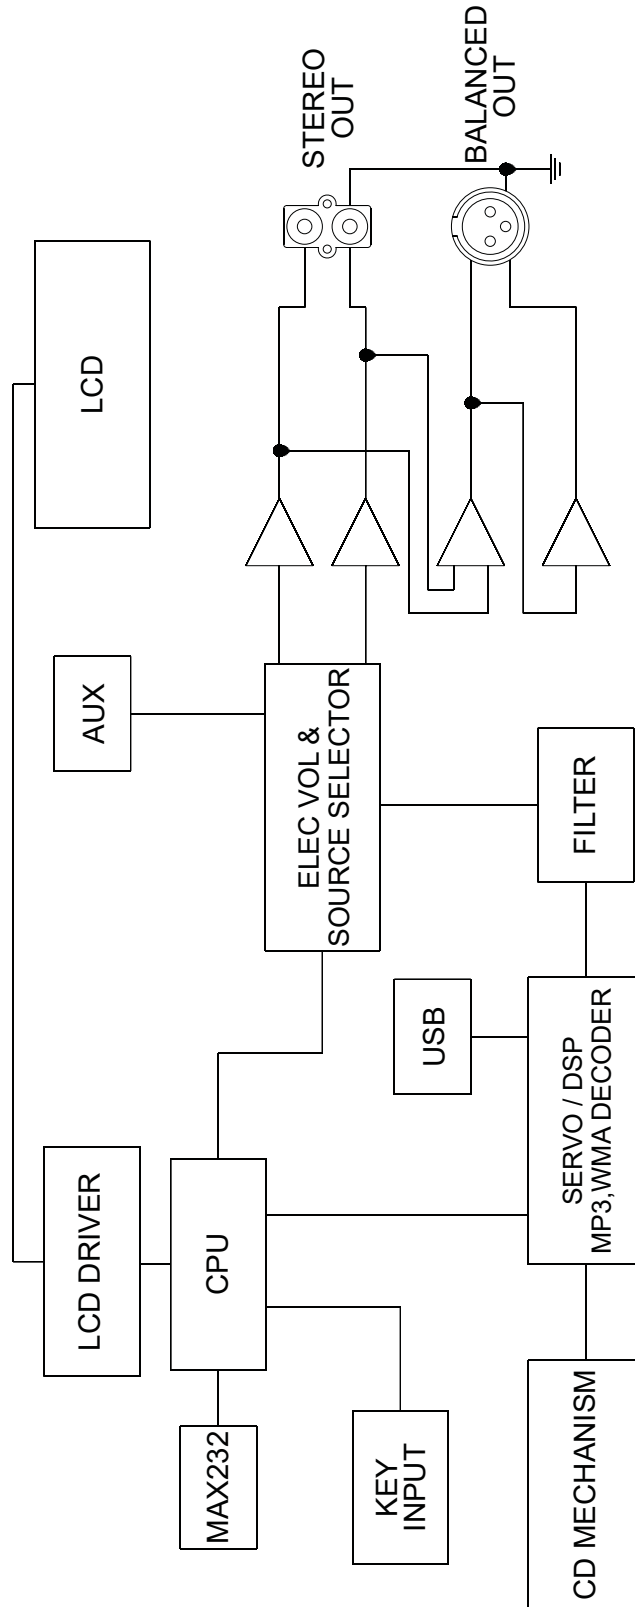 CD MECHANISM
SERVO / DSP
MP3,WMA DECODER
FILTER
USB
KEY
INPUT
MAX232
CPU
LCD DRIVER
LCD
AUX
ELEC VOL &
SOURCE SELECTOR
STEREO
OUT
BALANCED
OUT